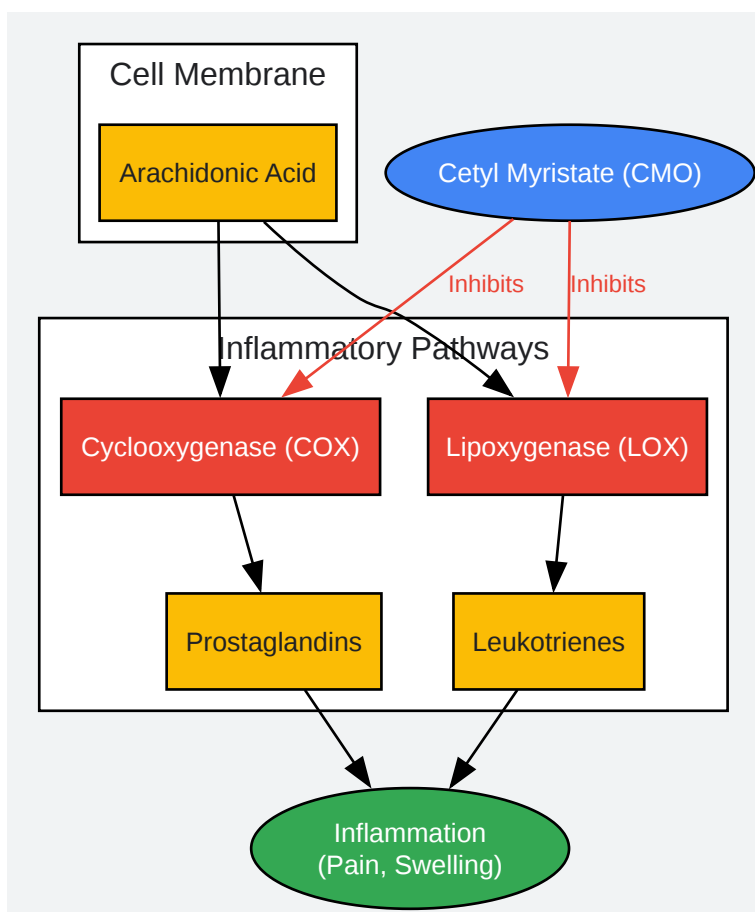 Cell Membrane
Arachidonic Acid
Cetyl Myristate (CMO)
Inhibits
Inhibits
Inflammatory Pathways
Cyclooxygenase (COX)
Lipoxygenase (LOX)
Prostaglandins
Leukotrienes
Inflammation
(Pain, Swelling)